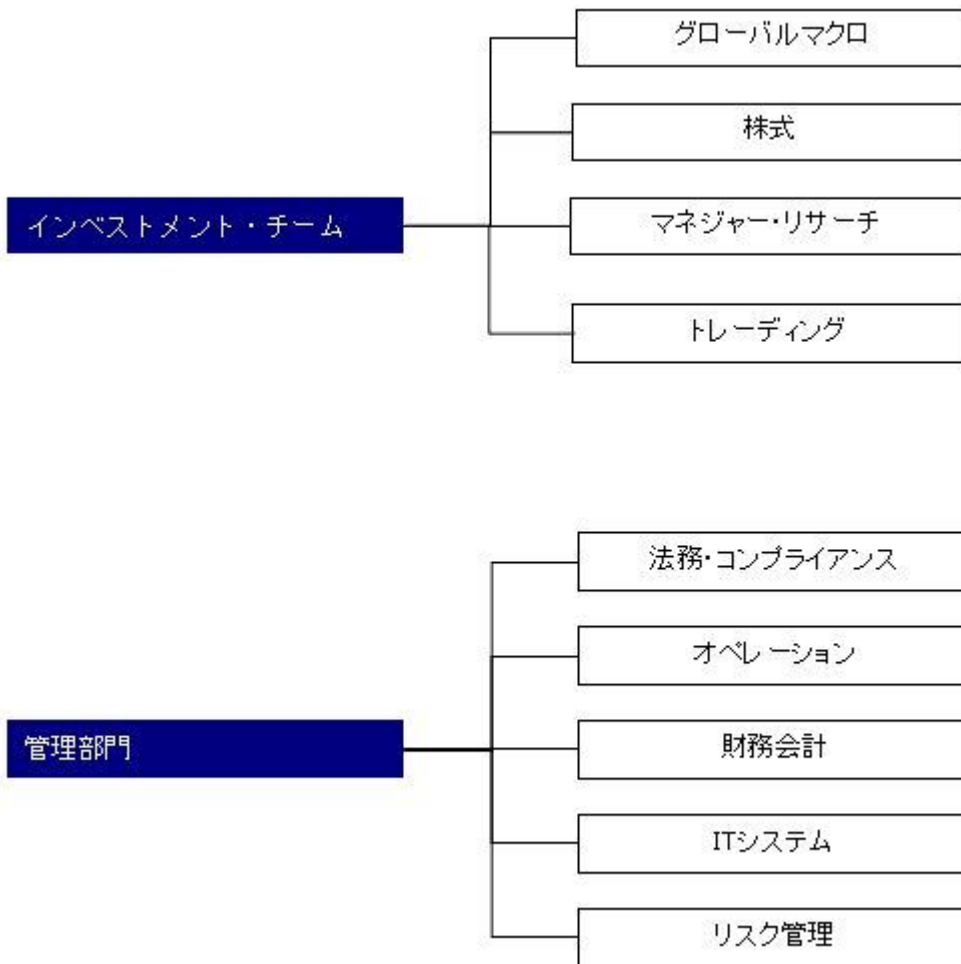 グローバルマクロ
株式
インベストメント・チーム
マネジャー・リサーチ
トレーディング
法務・コンプライアンス
オペレーション
管理部門
財務会計
ITシステム
リスク管理